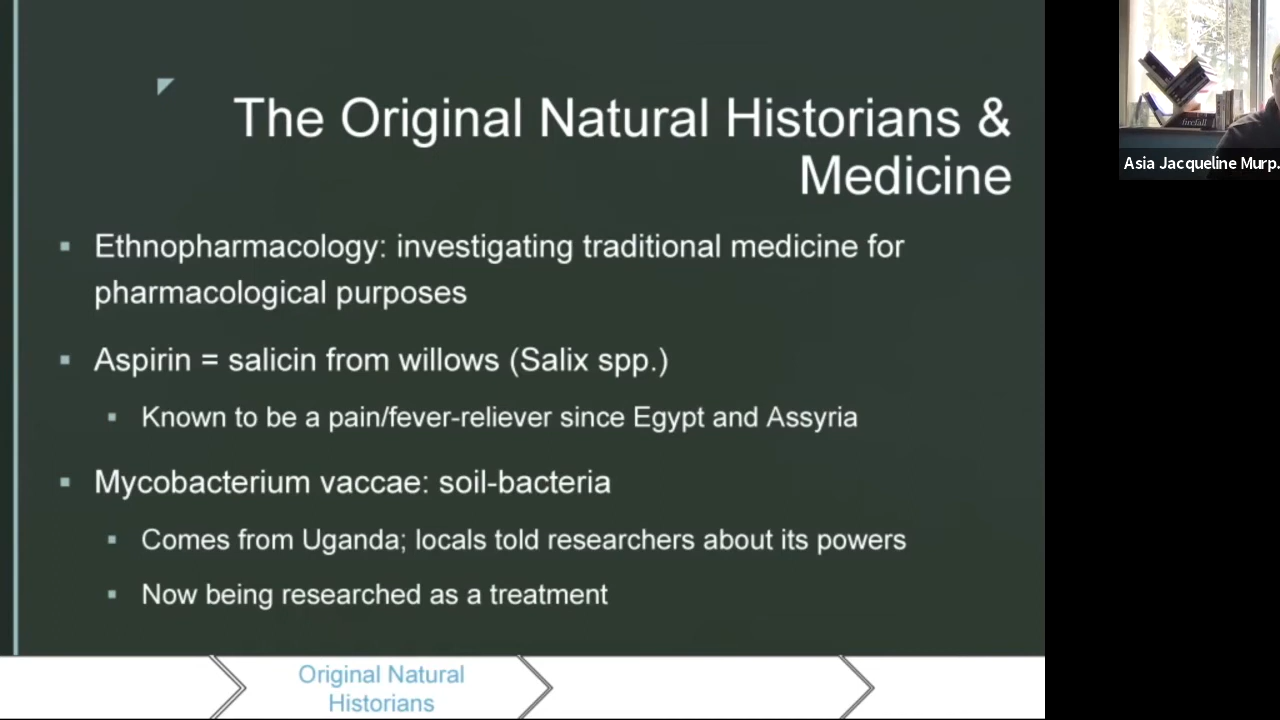 The Original Natural Historians &
Medicine
▪ Ethnopharmacology: investigating traditional medicine for
pharmacological purposes
▪ Aspirin = salicin from willows (Salix spp.)
▪ Known to be a pain/fever-reliever since Egypt and Assyria
▪ Mycobacterium vaccae: soil-bacteria
▪ Comes from Uganda; locals told researchers about its powers
▪ Now being researched as a treatment
Original Natural
Historians
firefall
Asia Jacqueline Murp.